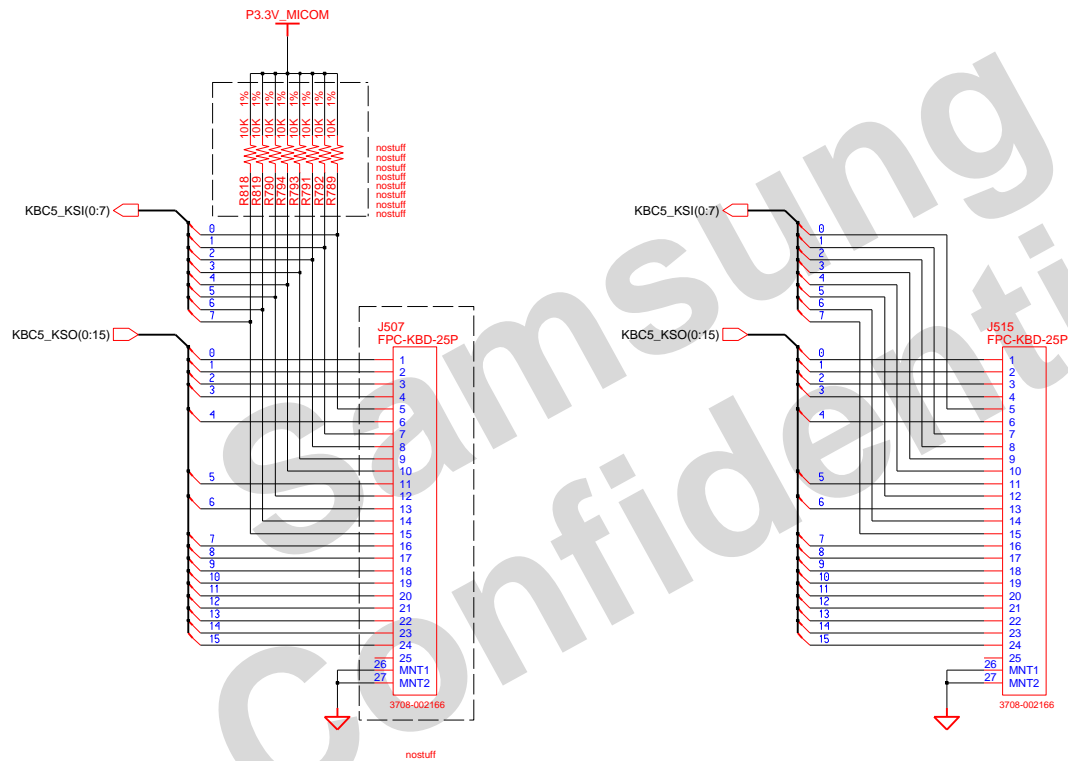 P3.3V_MICOM
10K 1%
10K 1%
10K 1%
10K 1%
10K 1%
10K 1%
10K 1%
10K 1%
R818
R819
R790
R794
R793
R791
R792
R789
nostuff
nostuff
nostuff
nostuff
nostuff
nostuff
nostuff
nostuff
KBC5_KSI(0:7)
0
1
2
3
4
5
6
7
KBC5_KSO(0:15)
0
1
2
3
4
5
6
7
8
9
10
11
12
13
14
15
J507
FPC-KBD-25P
1
2
3
4
5
6
7
8
9
10
11
12
13
14
15
16
17
18
19
20
21
22
23
24
25
26 MNT1
27 MNT2
3708-002166
nostuff
KBC5_KSI(0:7)
0
1
2
3
4
5
6
7
KBC5_KSO(0:15)
0
1
2
3
4
5
6
7
8
9
10
11
12
13
14
15
J515
FPC-KBD-25P
1
2
3
4
5
6
7
8
9
10
11
12
13
14
15
16
17
18
19
20
21
22
23
24
25
26 MNT1
27 MNT2
3708-002166
Samsung
Confidenti